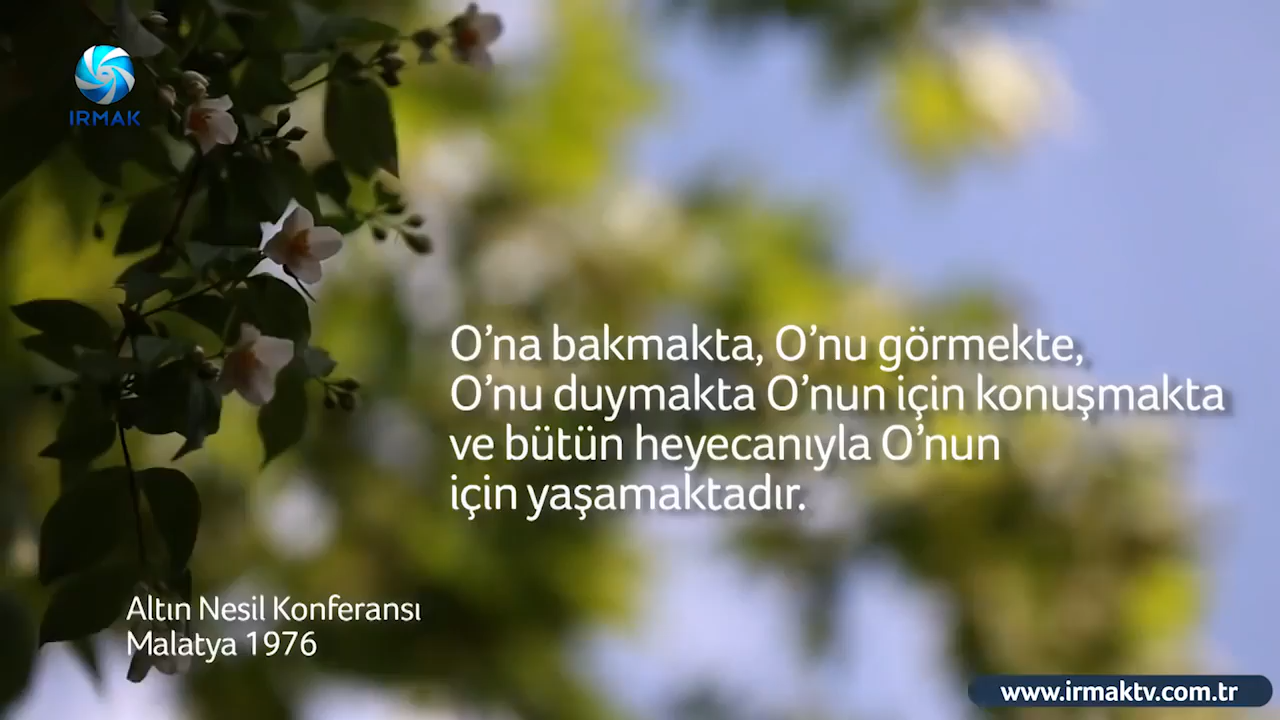 IRMAK
O’na bakmakta, O’nu görmekte,
O’nu duymakta O’nun için konuşmakta
ve bütün heyecanıyla O’nun
için yaşamaktadır.
Altın Nesil Konferansı
Malatya 1976
www.irmaktv.com.tr